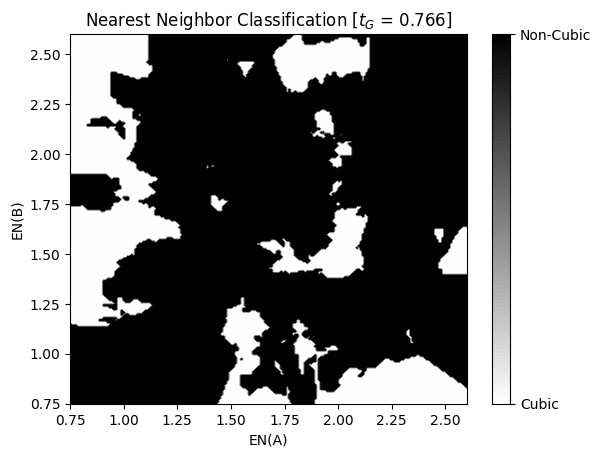 Nearest Neighbor Classification [t_G = 0.766]
Non-Cubic
Cubic
EN(B)
2.50
2.25
2.00
1.75
1.50
1.25
1.00
0.75
0.75 1.00 1.25 1.50 1.75 2.00 2.25 2.50
EN(A)